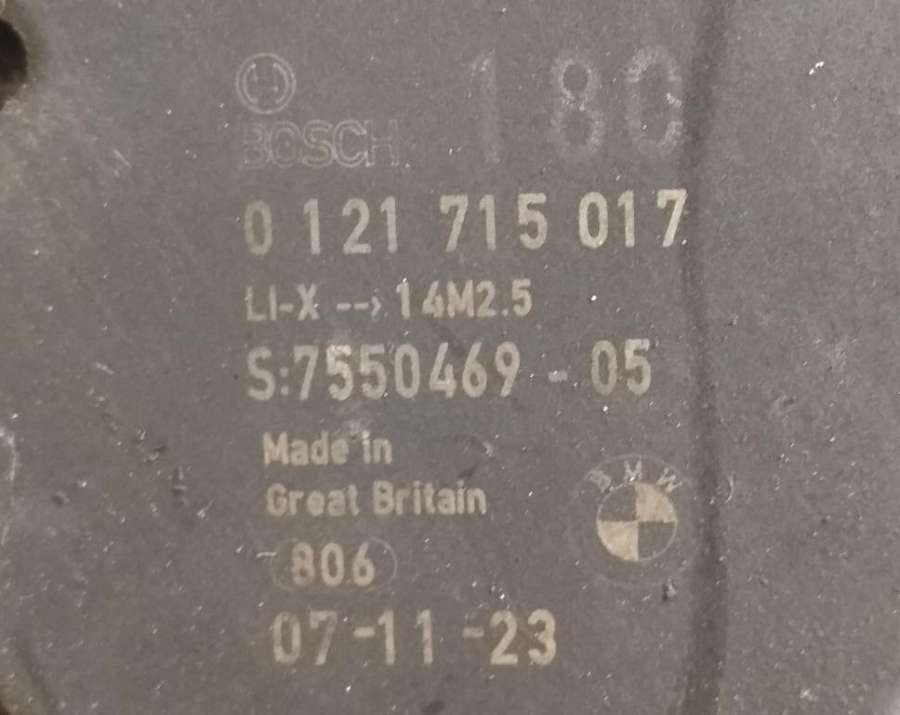 BOSCH 180
0 121 715 017
LI-X --> 14M2.5
S:7550469 - 05
Made in
Great Britain
BMW
806
07-11-23